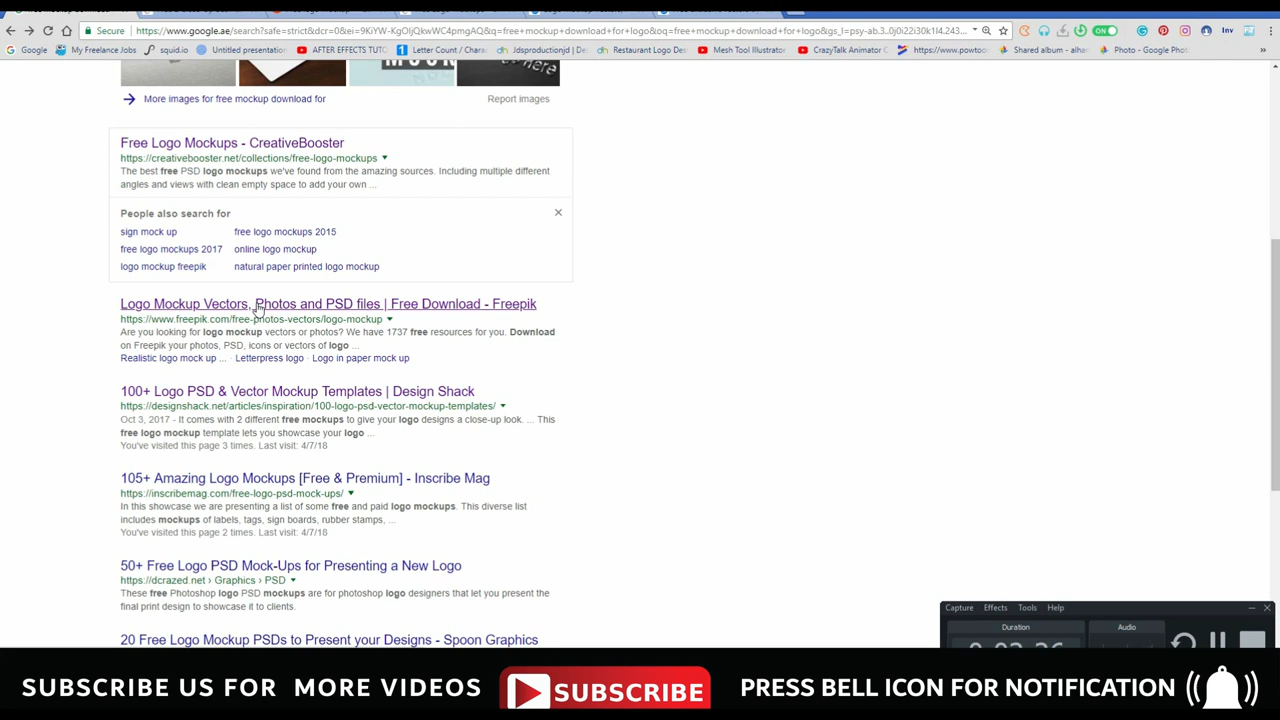 Secure
https://www.google.ae/search?safe=strict&dcr=0&ei=9KiYW-KgOIjQkwWC4pmgAQ&q=free+mockup+download+for+logo&oq=free+mockup+download+for+logo&gs_l=psy-ab.3...0j0i22i30k1l4.243...
Google My Freelance Jobs squid.io Untitled presentation AFTER EFFECTS TUT Letter Count / Charact Jdsproductionjd | De Restaurant Logo Des Mesh Tool Illustrator CrazyTalk Animator https://www.powtoo Shared album - alhar Photo - Google Phot
ON
Inv
MOCK
HERE
More images for free mockup download for
Report images
Free Logo Mockups - CreativeBooster
https://creativebooster.net/collections/free-logo-mockups
The best free PSD logo mockups we've found from the amazing sources. Including multiple different
angles and views with clean empty space to add your own ...
People also search for
sign mock up free logo mockups 2015
free logo mockups 2017 online logo mockup
logo mockup freepik natural paper printed logo mockup
Logo Mockup Vectors, Photos and PSD files | Free Download - Freepik
https://www.freepik.com/free-photos-vectors/logo-mockup
Are you looking for logo mockup vectors or photos? We have 1737 free resources for you. Download
on Freepik your photos, PSD, icons or vectors of logo ...
Realistic logo mock up ... · Letterpress logo · Logo in paper mock up
100+ Logo PSD & Vector Mockup Templates | Design Shack
https://designshack.net/articles/inspiration/100-logo-psd-vector-mockup-templates/
Oct 3, 2017 - It comes with 2 different free mockups to give your logo designs a close-up look. ... This
free logo mockup template lets you showcase your logo ...
You've visited this page 3 times. Last visit: 4/7/18
105+ Amazing Logo Mockups [Free & Premium] - Inscribe Mag
https://inscribemag.com/free-logo-psd-mock-ups/
In this showcase we are presenting a list of some free and paid logo mockups. This diverse list
includes mockups of labels, tags, sign boards, rubber stamps, ...
You've visited this page 2 times. Last visit: 4/7/18
50+ Free Logo PSD Mock-Ups for Presenting a New Logo
https://dcrazed.net › Graphics › PSD
These free Photoshop logo PSD mockups are for photoshop logo designers that let you present the
final print design to showcase it to clients.
20 Free Logo Mockup PSDs to Present your Designs - Spoon Graphics
Capture Effects Tools Help
Duration
Audio
SUBSCRIBE US FOR MORE VIDEOS
SUBSCRIBE
PRESS BELL ICON FOR NOTIFICATION